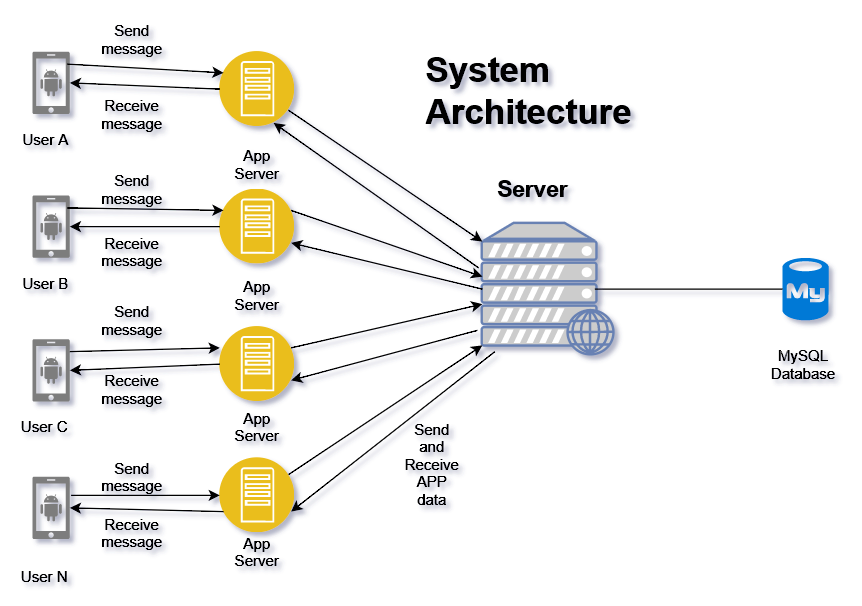 System
Architecture
Send
message
Receive
message
User A
App
Server
Send
message
Receive
message
User B
App
Server
Send
message
Receive
message
User C
App
Server
Send
message
Receive
message
User N
App
Server
Send
and
Receive
APP
data
Server
My
MySQL
Database